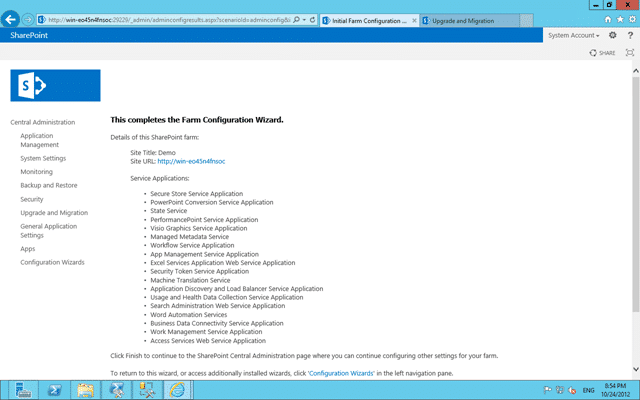 http://win-eo45n4fnsoc:29229/_admin/adminconfigresults.aspx?scenarioid=adminconfig&i
Initial Farm Configuration ...
Upgrade and Migration
SharePoint
System Account
?
SHARE
S
Central Administration
Application
Management
System Settings
Monitoring
Backup and Restore
Security
Upgrade and Migration
General Application
Settings
Apps
Configuration Wizards
This completes the Farm Configuration Wizard.
Details of this SharePoint farm:
Site Title: Demo
Site URL: http://win-eo45n4fnsoc
Service Applications:
• Secure Store Service Application
• PowerPoint Conversion Service Application
• State Service
• PerformancePoint Service Application
• Visio Graphics Service Application
• Managed Metadata Service
• Workflow Service Application
• App Management Service Application
• Excel Services Application Web Service Application
• Security Token Service Application
• Machine Translation Service
• Application Discovery and Load Balancer Service Application
• Usage and Health Data Collection Service Application
• Search Administration Web Service Application
• Word Automation Services
• Business Data Connectivity Service Application
• Work Management Service Application
• Access Services Web Service Application
Click Finish to continue to the SharePoint Central Administration page where you can continue configuring other settings for your farm.
To return to this wizard, or access additionally installed wizards, click 'Configuration Wizards' in the left navigation pane.
ENG
8:54 PM
10/24/2012